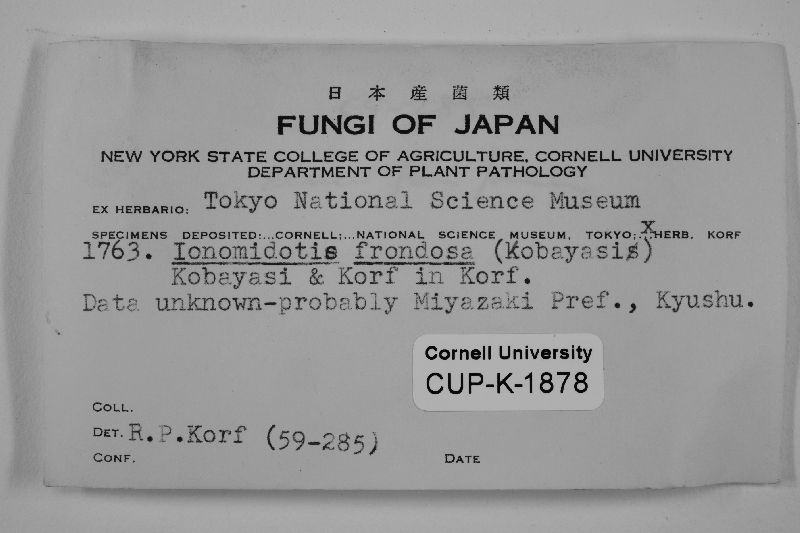 日本産菌類
FUNGI OF JAPAN
NEW YORK STATE COLLEGE OF AGRICULTURE, CORNELL UNIVERSITY
DEPARTMENT OF PLANT PATHOLOGY
EX HERBARIO: Tokyo National Science Museum
SPECIMENS DEPOSITED:...CORNELL;...NATIONAL SCIENCE MUSEUM, TOKYO;.X.HERB. KORF
1763. Ionomidotis frondosa (Kobayasi)
Kobayasi & Korf in Korf.
Data unknown-probably Miyazaki Pref., Kyushu.
Cornell University
CUP-K-1878
COLL.
DET. R.P.Korf (59-285)
CONF. DATE